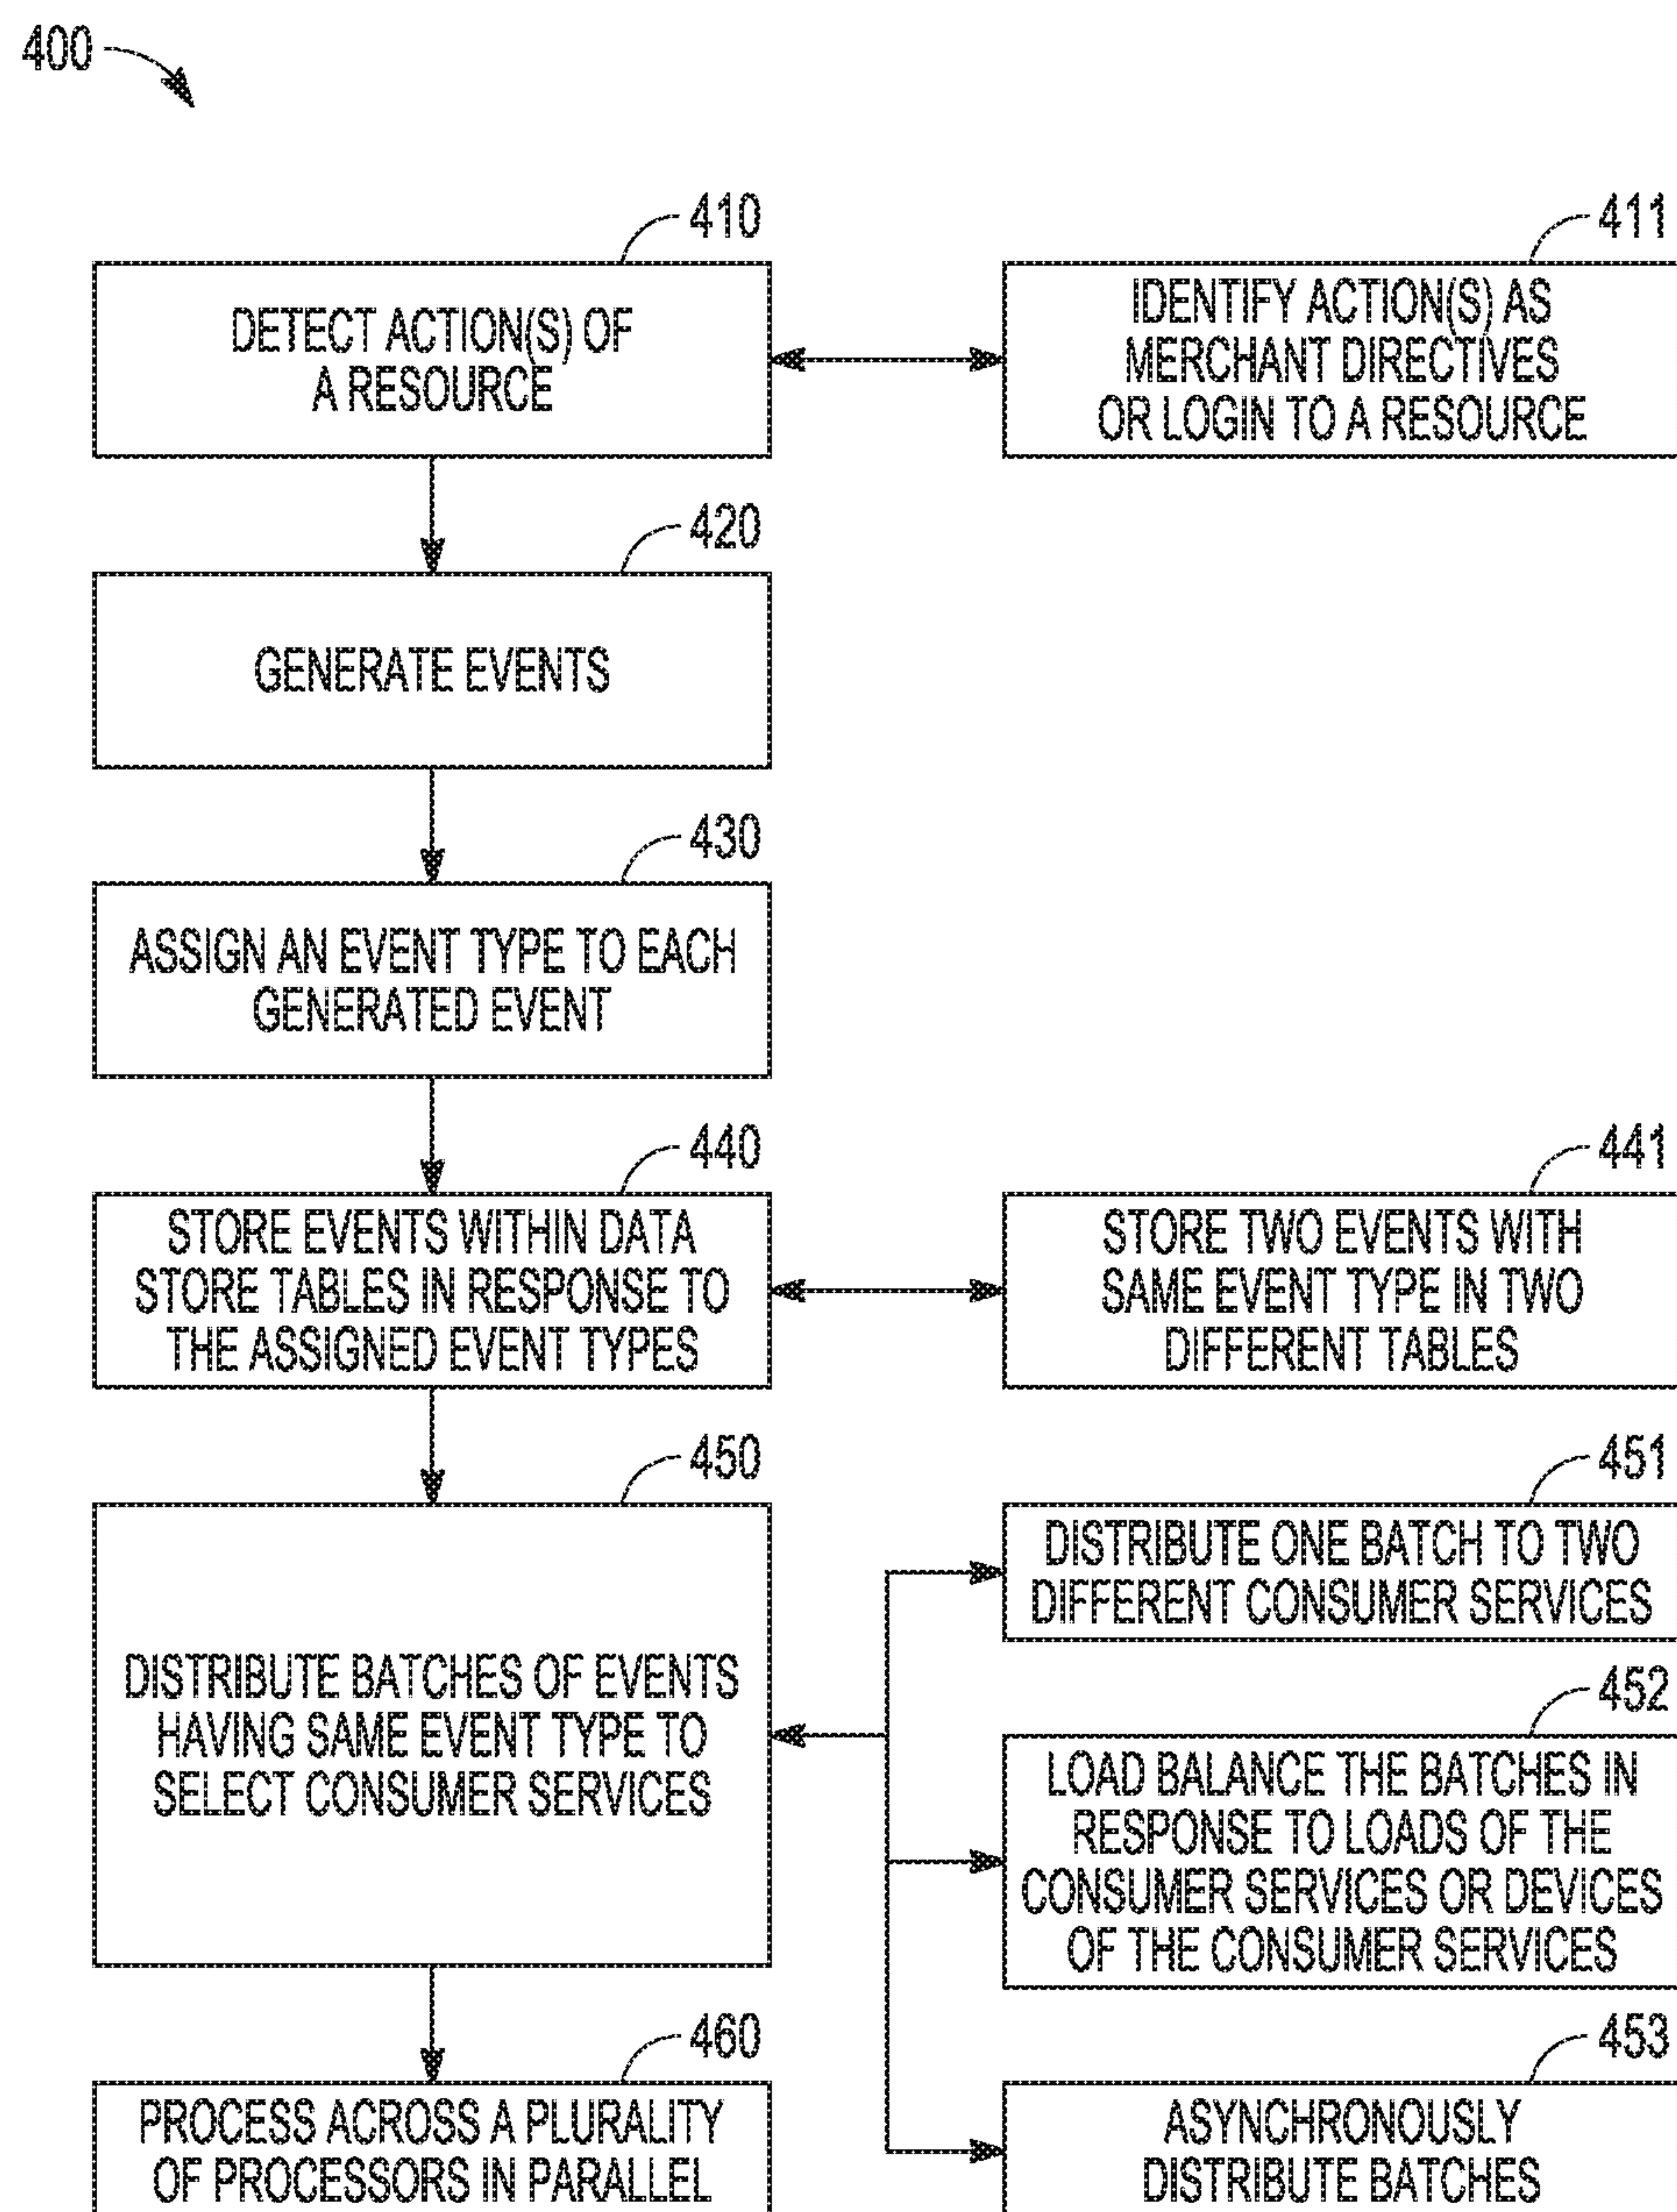 400
410
DETECT ACTION(S) OF
A RESOURCE
411
IDENTIFY ACTION(S) AS
MERCHANT DIRECTIVES
OR LOGIN TO A RESOURCE
420
GENERATE EVENTS
430
ASSIGN AN EVENT TYPE TO EACH
GENERATED EVENT
440
STORE EVENTS WITHIN DATA
STORE TABLES IN RESPONSE TO
THE ASSIGNED EVENT TYPES
441
STORE TWO EVENTS WITH
SAME EVENT TYPE IN TWO
DIFFERENT TABLES
450
DISTRIBUTE BATCHES OF EVENTS
HAVING SAME EVENT TYPE TO
SELECT CONSUMER SERVICES
451
DISTRIBUTE ONE BATCH TO TWO
DIFFERENT CONSUMER SERVICES
452
LOAD BALANCE THE BATCHES IN
RESPONSE TO LOADS OF THE
CONSUMER SERVICES OR DEVICES
OF THE CONSUMER SERVICES
460
PROCESS ACROSS A PLURALITY
OF PROCESSORS IN PARALLEL
453
ASYNCHRONOUSLY
DISTRIBUTE BATCHES